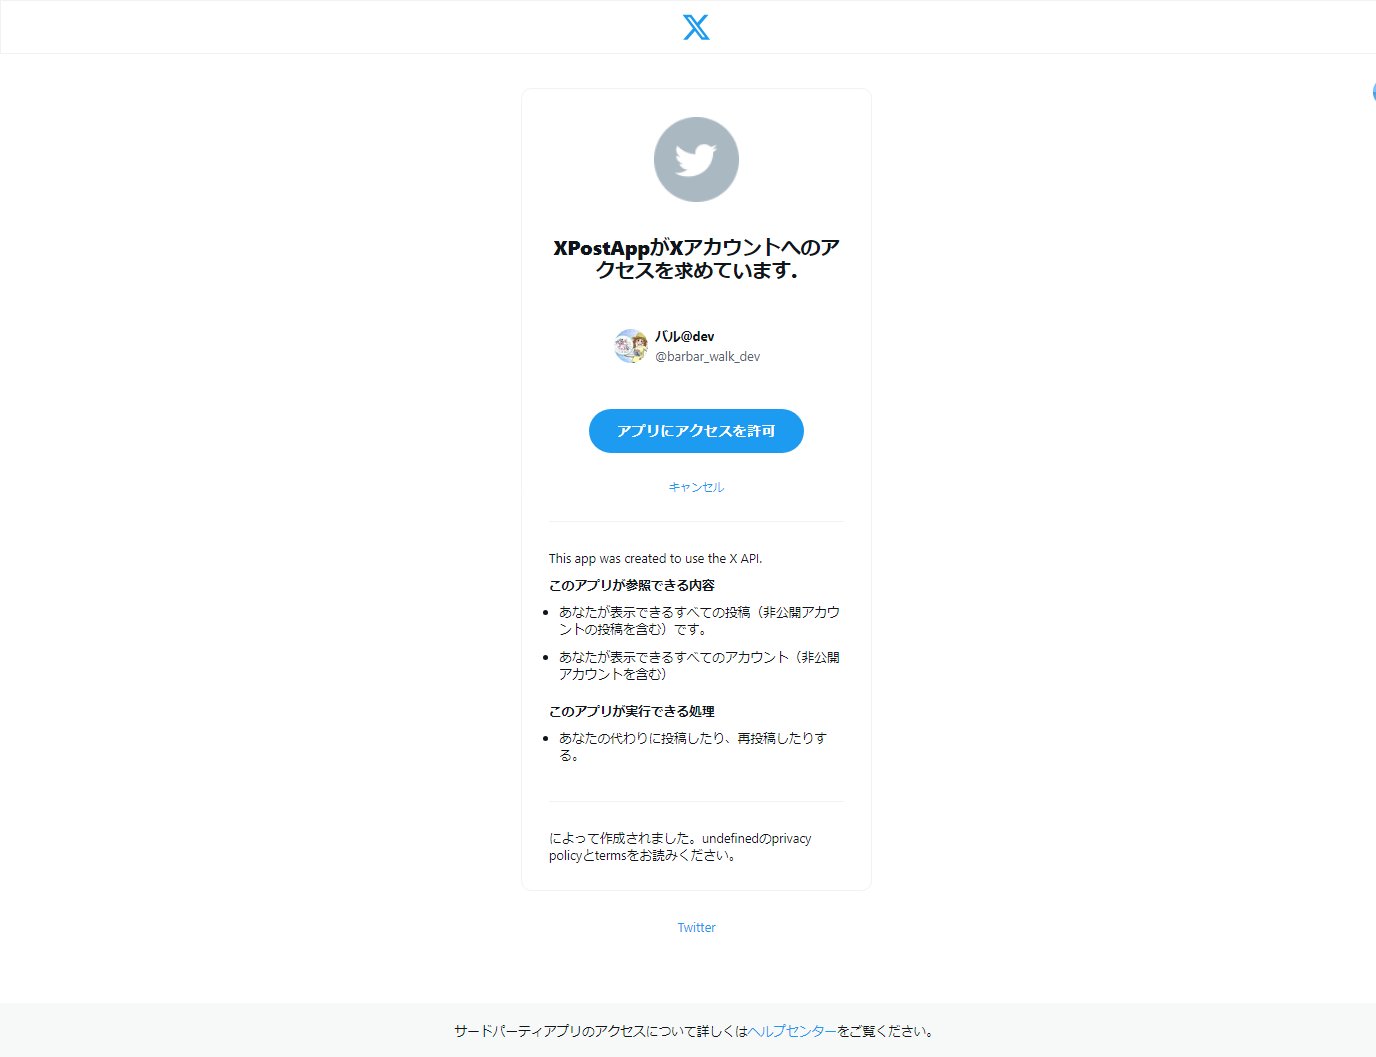 XPostAppがXアカウントへのア
クセスを求めています.
バル@dev
@barbar_walk_dev
アプリにアクセスを許可
キャンセル
This app was created to use the X API.
このアプリが参照できる内容
あなたが表示できるすべての投稿（非公開アカウ
ントの投稿を含む）です。
あなたが表示できるすべてのアカウント（非公開
アカウントを含む）
このアプリが実行できる処理
あなたの代わりに投稿したり、再投稿したりす
る。
によって作成されました。undefinedのprivacy
policyとtermsをお読みください。
Twitter
サードパーティアプリのアクセスについて詳しくはヘルプセンターをご覧ください。